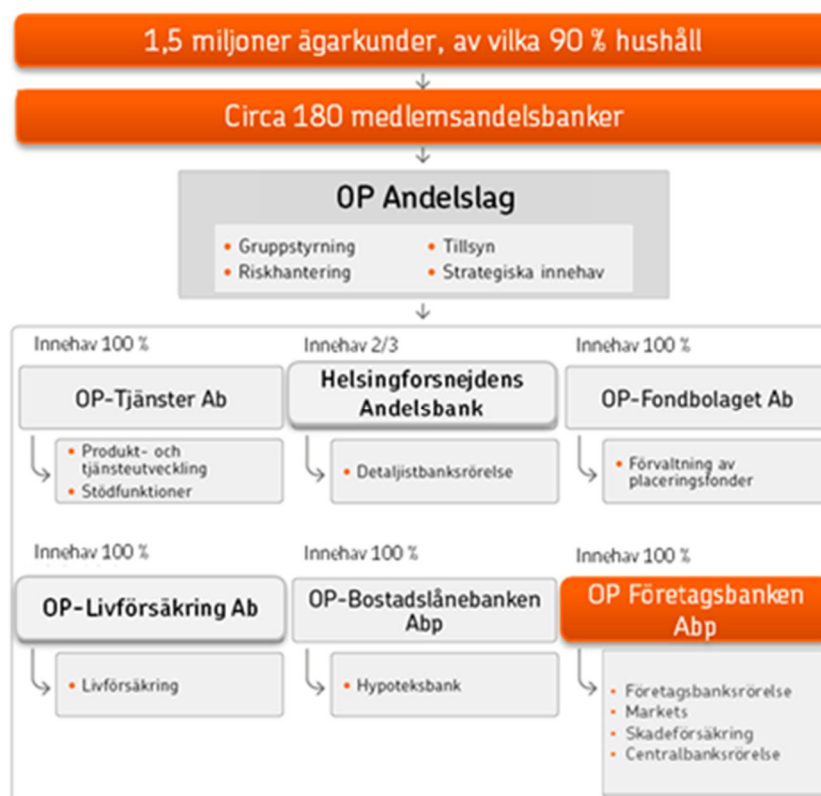 1,5 miljoner ägarkunder, av vilka 90 % hushåll
Circa 180 medlemsandelsbanker
OP Andelslag
• Gruppstyrning
• Riskhantering
• Tillsyn
• Strategiska innehav
Innehav 100 %
OP-Tjänster Ab
• Produkt- och
tjänsteutveckling
• Stödfunktioner
Innehav 2/3
Helsingforsnejdens
Andelsbank
• Detaljistbanksrörelse
Innehav 100 %
OP-Fondbolaget Ab
• Förvaltning av
placeringsfonder
Innehav 100 %
OP-Livförsäkring Ab
• Livförsäkring
Innehav 100 %
OP-Bostadslånebanken
Abp
• Hypoteksbank
Innehav 100 %
OP Företagsbanken
Abp
• Företagsbanksrörelse
• Markets
• Skadeförsäkring
• Centralbanksrörelse